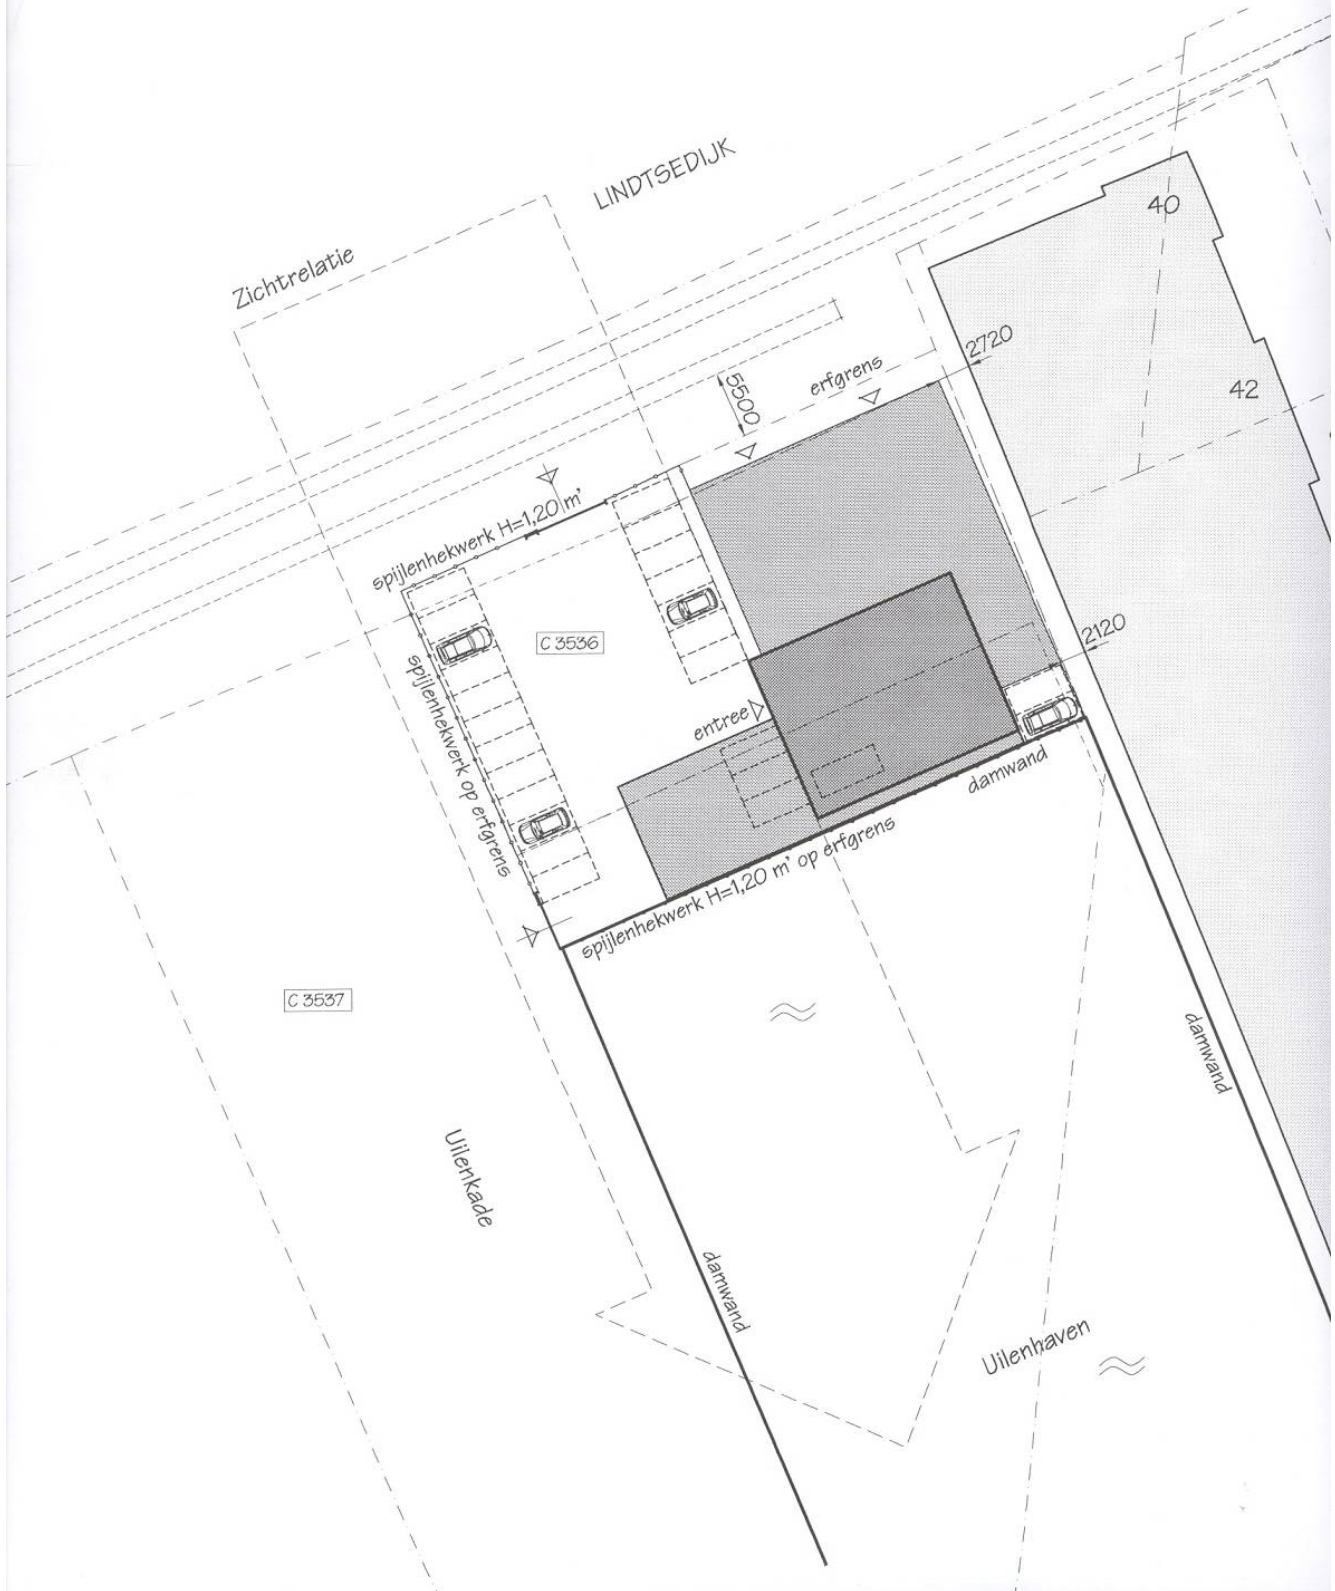 LINDTSEDIJK
40
Zichtrelatie
2720
5500
erfgrens
42
spijlenhekwerk H=1,20 m'
C 3536
2120
spijlenhekwerk op erfgrens
entree
damwand
spijlenhekwerk H=1,20 m' op erfgrens
C 3537
damwand
Uilenkade
damwand
Uilenhaven